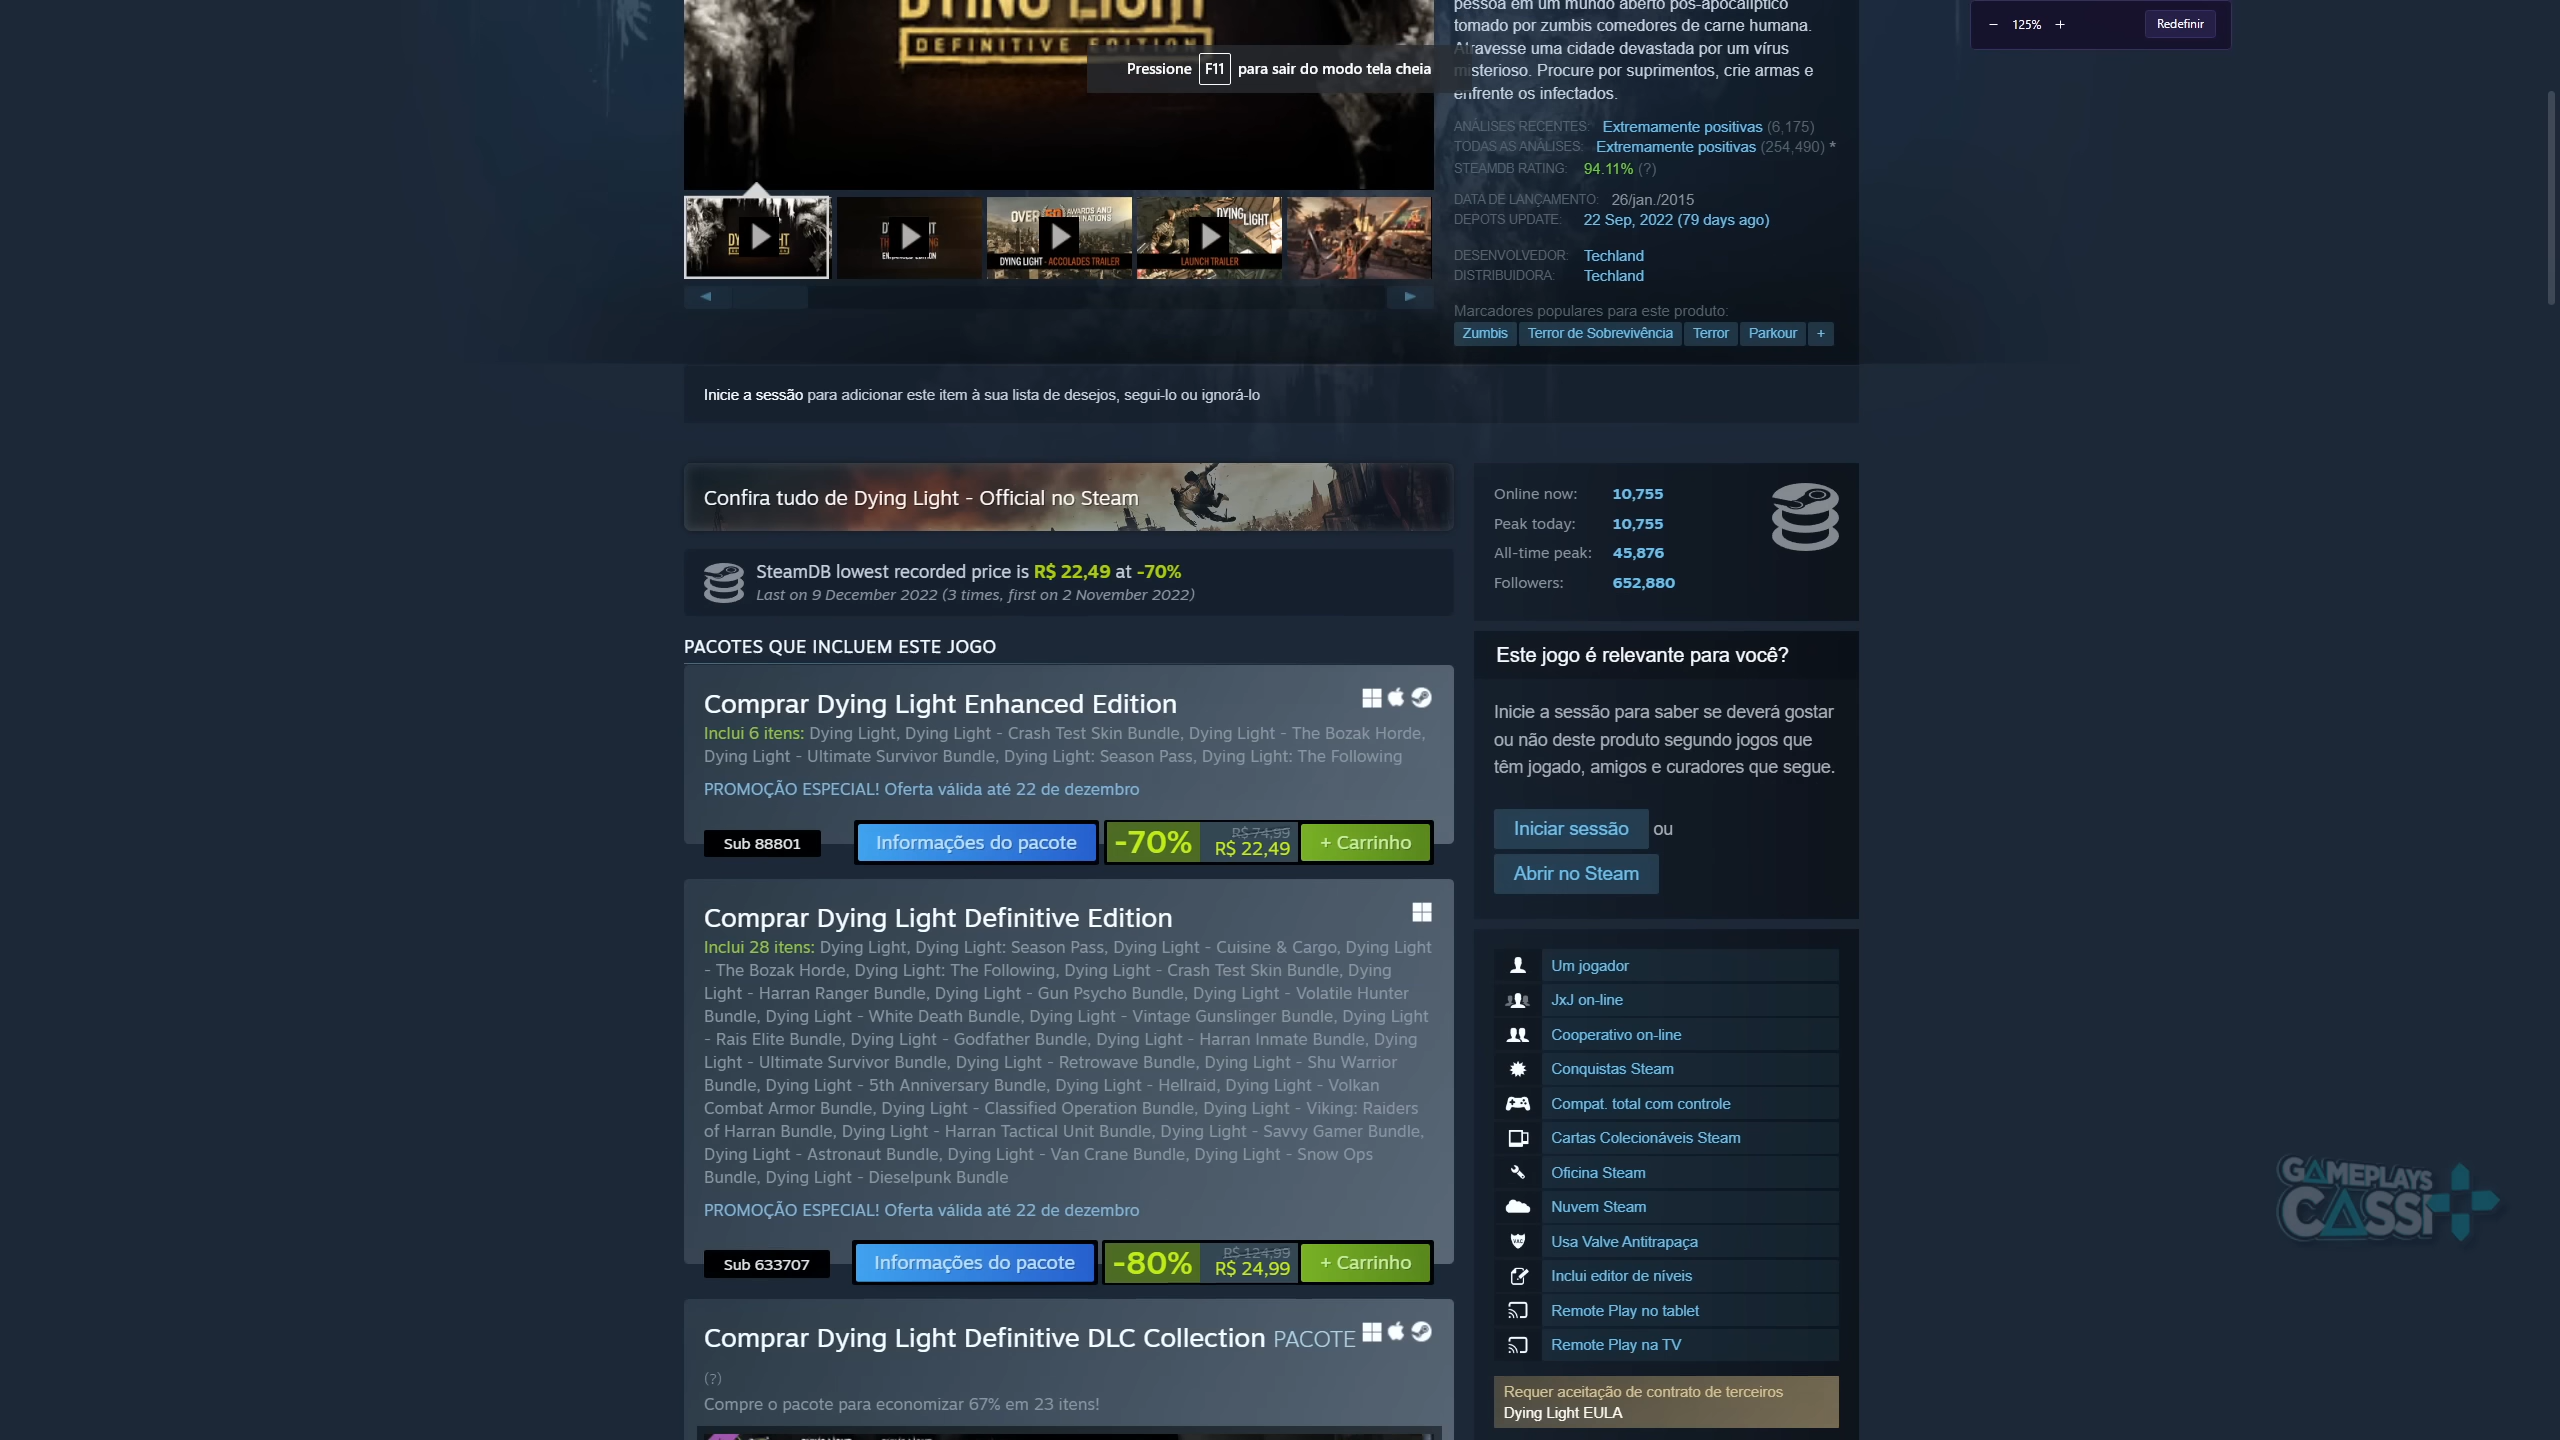 DYING LIGHT
DEFINITIVE EDITION
Pressione F11 para sair do modo tela cheia
− 125% + Redefinir
pessoa em um mundo aberto pós-apocalíptico
tomado por zumbis comedores de carne humana.
Atravesse uma cidade devastada por um vírus
misterioso. Procure por suprimentos, crie armas e
enfrente os infectados.
ANÁLISES RECENTES: Extremamente positivas (6,175)
TODAS AS ANÁLISES: Extremamente positivas (254,490) *
STEAMDB RATING: 94.11% (?)
DATA DE LANÇAMENTO: 26/jan./2015
DEPOTS UPDATE: 22 Sep, 2022 (79 days ago)
DESENVOLVEDOR: Techland
DISTRIBUIDORA: Techland
Marcadores populares para este produto:
Zumbis Terror de Sobrevivência Terror Parkour +
DYING LIGHT - ACCOLADES TRAILER
DYING LIGHT
LAUNCH TRAILER
Inicie a sessão para adicionar este item à sua lista de desejos, segui-lo ou ignorá-lo
Confira tudo de Dying Light - Official no Steam
SteamDB lowest recorded price is R$ 22,49 at -70%
Last on 9 December 2022 (3 times, first on 2 November 2022)
PACOTES QUE INCLUEM ESTE JOGO
Comprar Dying Light Enhanced Edition
Inclui 6 itens: Dying Light, Dying Light - Crash Test Skin Bundle, Dying Light - The Bozak Horde,
Dying Light - Ultimate Survivor Bundle, Dying Light: Season Pass, Dying Light: The Following
PROMOÇÃO ESPECIAL! Oferta válida até 22 de dezembro
Sub 88801 Informações do pacote -70% R$ 74,99 R$ 22,49 + Carrinho
Comprar Dying Light Definitive Edition
Inclui 28 itens: Dying Light, Dying Light: Season Pass, Dying Light - Cuisine & Cargo, Dying Light
- The Bozak Horde, Dying Light: The Following, Dying Light - Crash Test Skin Bundle, Dying
Light - Harran Ranger Bundle, Dying Light - Gun Psycho Bundle, Dying Light - Volatile Hunter
Bundle, Dying Light - White Death Bundle, Dying Light - Vintage Gunslinger Bundle, Dying Light
- Rais Elite Bundle, Dying Light - Godfather Bundle, Dying Light - Harran Inmate Bundle, Dying
Light - Ultimate Survivor Bundle, Dying Light - Retrowave Bundle, Dying Light - Shu Warrior
Bundle, Dying Light - 5th Anniversary Bundle, Dying Light - Hellraid, Dying Light - Volkan
Combat Armor Bundle, Dying Light - Classified Operation Bundle, Dying Light - Viking: Raiders
of Harran Bundle, Dying Light - Harran Tactical Unit Bundle, Dying Light - Savvy Gamer Bundle,
Dying Light - Astronaut Bundle, Dying Light - Van Crane Bundle, Dying Light - Snow Ops
Bundle, Dying Light - Dieselpunk Bundle
PROMOÇÃO ESPECIAL! Oferta válida até 22 de dezembro
Sub 633707 Informações do pacote -80% R$ 124,99 R$ 24,99 + Carrinho
Comprar Dying Light Definitive DLC Collection PACOTE
(?)
Compre o pacote para economizar 67% em 23 itens!
Online now: 10,755
Peak today: 10,755
All-time peak: 45,876
Followers: 652,880
Este jogo é relevante para você?
Inicie a sessão para saber se deverá gostar
ou não deste produto segundo jogos que
têm jogado, amigos e curadores que segue.
Iniciar sessão ou
Abrir no Steam
Um jogador
JxJ on-line
Cooperativo on-line
Conquistas Steam
Compat. total com controle
Cartas Colecionáveis Steam
Oficina Steam
Nuvem Steam
Usa Valve Antitrapaça
Inclui editor de níveis
Remote Play no tablet
Remote Play na TV
Requer aceitação de contrato de terceiros
Dying Light EULA
GAMEPLAYS
CASSI